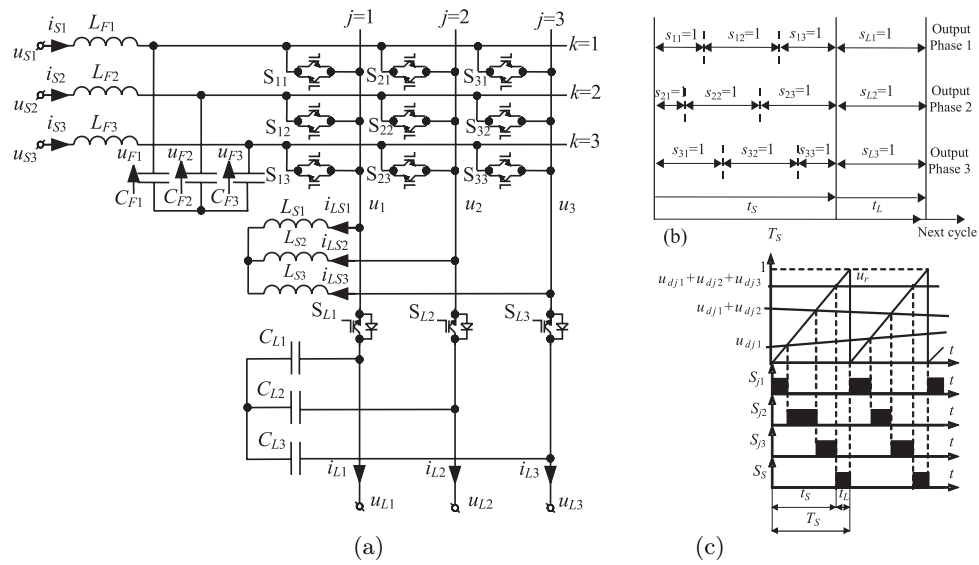 j=1 j=2 j=3
i_S1 L_F1
u_S1
k=1
S_11 S_21 S_31
i_S2 L_F2
u_S2
k=2
S_12 S_22 S_32
i_S3 L_F3
u_S3
k=3
u_F1 u_F2 u_F3
S_13 S_23 S_33
C_F1 C_F2 C_F3
u_1 u_2 u_3
L_S1 i_LS1
L_S2 i_LS2
L_S3 i_LS3
S_L1 S_L2 S_L3
C_L1
C_L2
C_L3
i_L1 i_L2 i_L3
u_L1 u_L2 u_L3
(a)
s_11=1 s_12=1 s_13=1 s_L1=1 Output
Phase 1
s_21=1 s_22=1 s_23=1 s_L2=1 Output
Phase 2
s_31=1 s_32=1 s_33=1 s_L3=1 Output
Phase 3
t_S t_L
(b) T_S Next cycle
1
u_dj1+u_dj2+u_dj3 u_r
u_dj1+u_dj2
u_dj1
t
S_j1 t
S_j2 t
S_j3 t
S_S t
t_S t_L
T_S
(c)